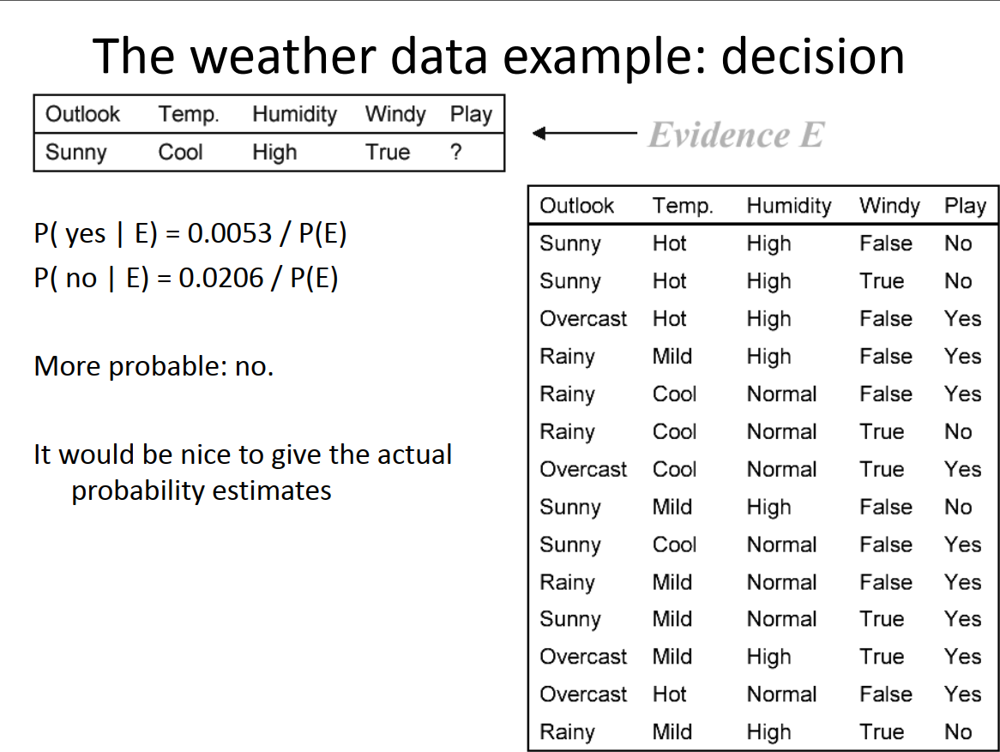 The weather data example: decision
Outlook Temp. Humidity Windy Play
Sunny Cool High True ?
Evidence E
P( yes | E) = 0.0053 / P(E)
P( no | E) = 0.0206 / P(E)
More probable: no.
It would be nice to give the actual
probability estimates
Outlook Temp. Humidity Windy Play
Sunny Hot High False No
Sunny Hot High True No
Overcast Hot High False Yes
Rainy Mild High False Yes
Rainy Cool Normal False Yes
Rainy Cool Normal True No
Overcast Cool Normal True Yes
Sunny Mild High False No
Sunny Cool Normal False Yes
Rainy Mild Normal False Yes
Sunny Mild Normal True Yes
Overcast Mild High True Yes
Overcast Hot Normal False Yes
Rainy Mild High True No